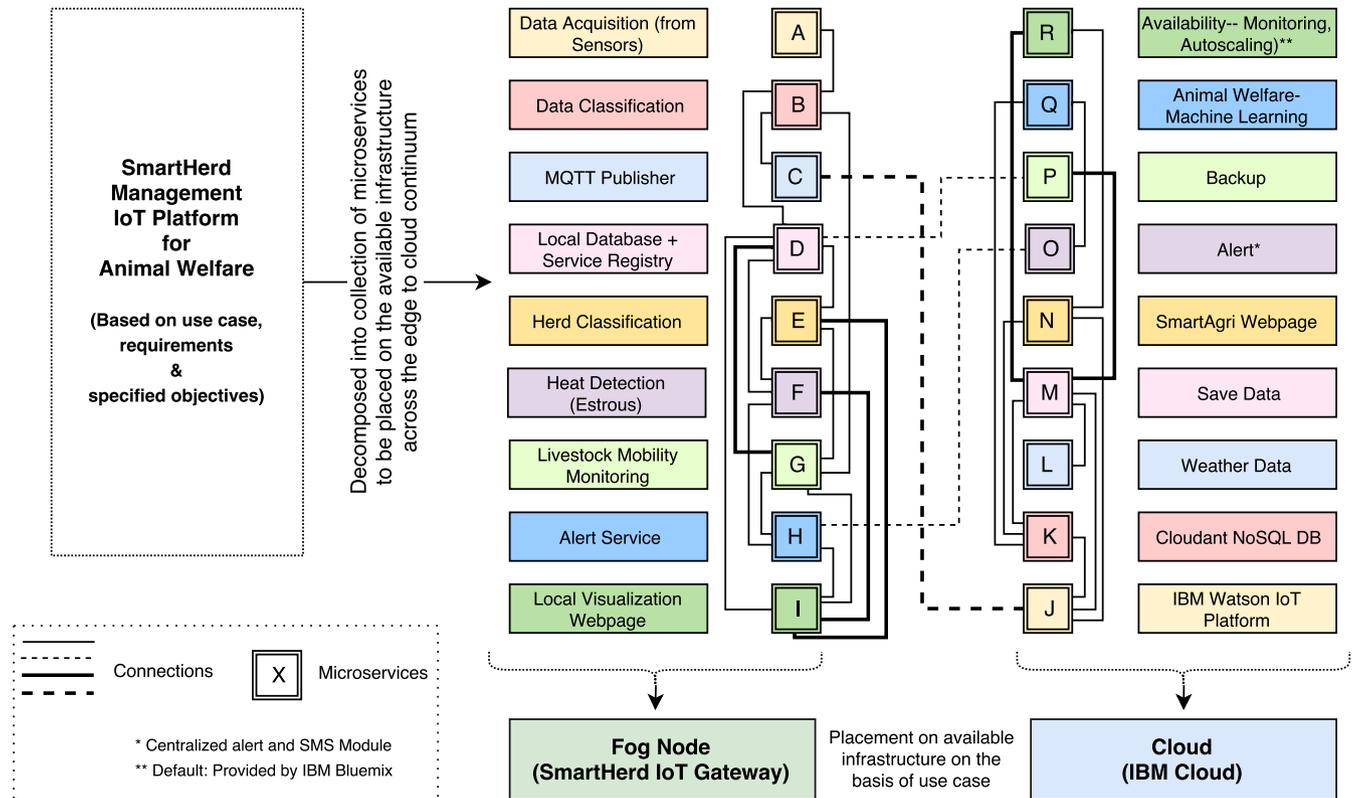 SmartHerd
Management
IoT Platform
for
Animal Welfare
(Based on use case,
requirements
&
specified objectives)
Decomposed into collection of microservices
to be placed on the available infrastructure
across the edge to cloud continuum
Data Acquisition (from
Sensors)
Data Classification
MQTT Publisher
Local Database +
Service Registry
Herd Classification
Heat Detection
(Estrous)
Livestock Mobility
Monitoring
Alert Service
Local Visualization
Webpage
A
B
C
D
E
F
G
H
I
R
Q
P
O
N
M
L
K
J
Availability-- Monitoring,
Autoscaling)**
Animal Welfare-
Machine Learning
Backup
Alert*
SmartAgri Webpage
Save Data
Weather Data
Cloudant NoSQL DB
IBM Watson IoT
Platform
Connections
X
Microservices
* Centralized alert and SMS Module
** Default: Provided by IBM Bluemix
Fog Node
(SmartHerd IoT Gateway)
Placement on available
infrastructure on the
basis of use case
Cloud
(IBM Cloud)